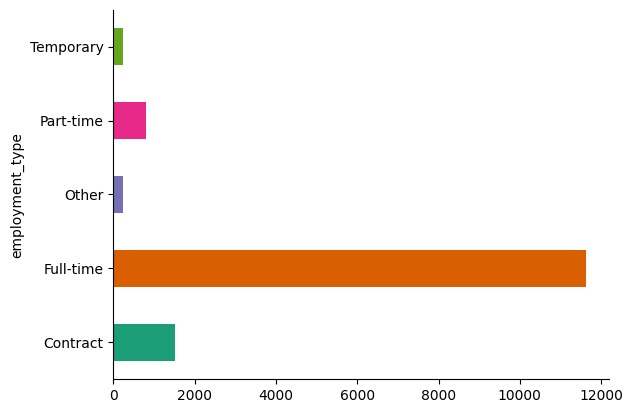 employment_type
Temporary
Part-time
Other
Full-time
Contract
0 2000 4000 6000 8000 10000 12000